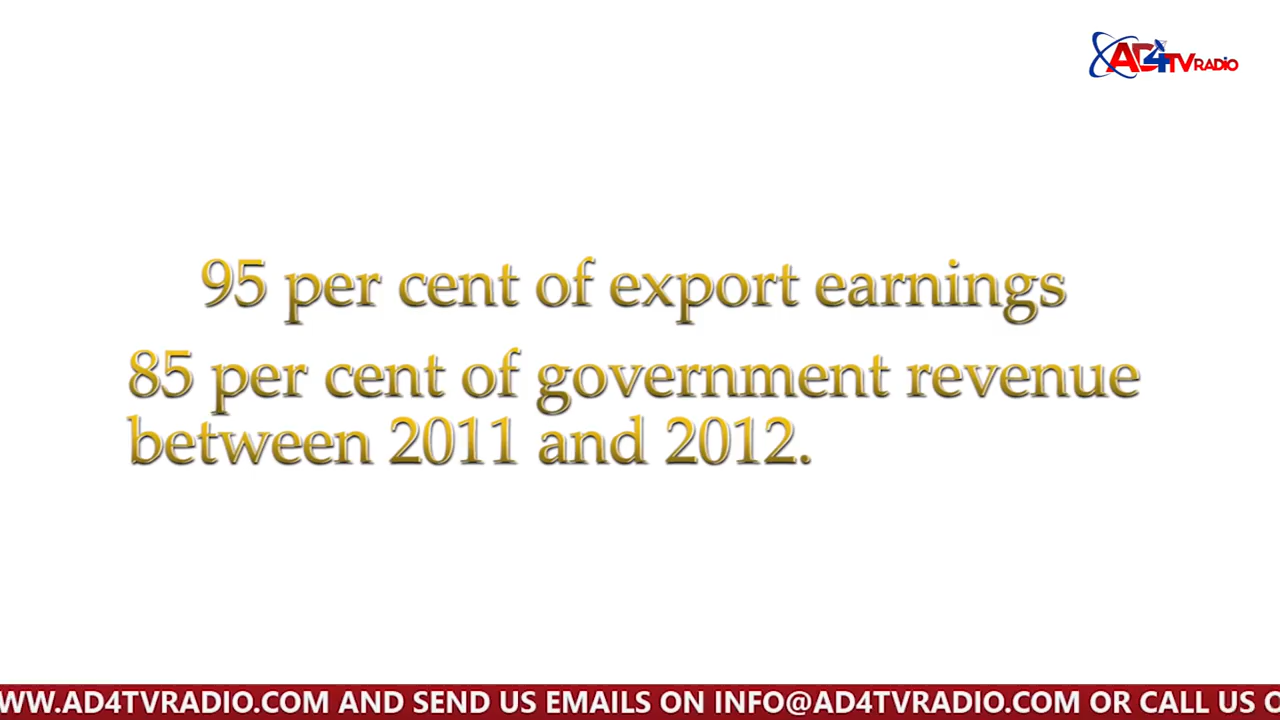 AD4TV RADIO
95 per cent of export earnings
85 per cent of government revenue
between 2011 and 2012.
WW.AD4TVRADIO.COM AND SEND US EMAILS ON INFO@AD4TVRADIO.COM OR CALL US O